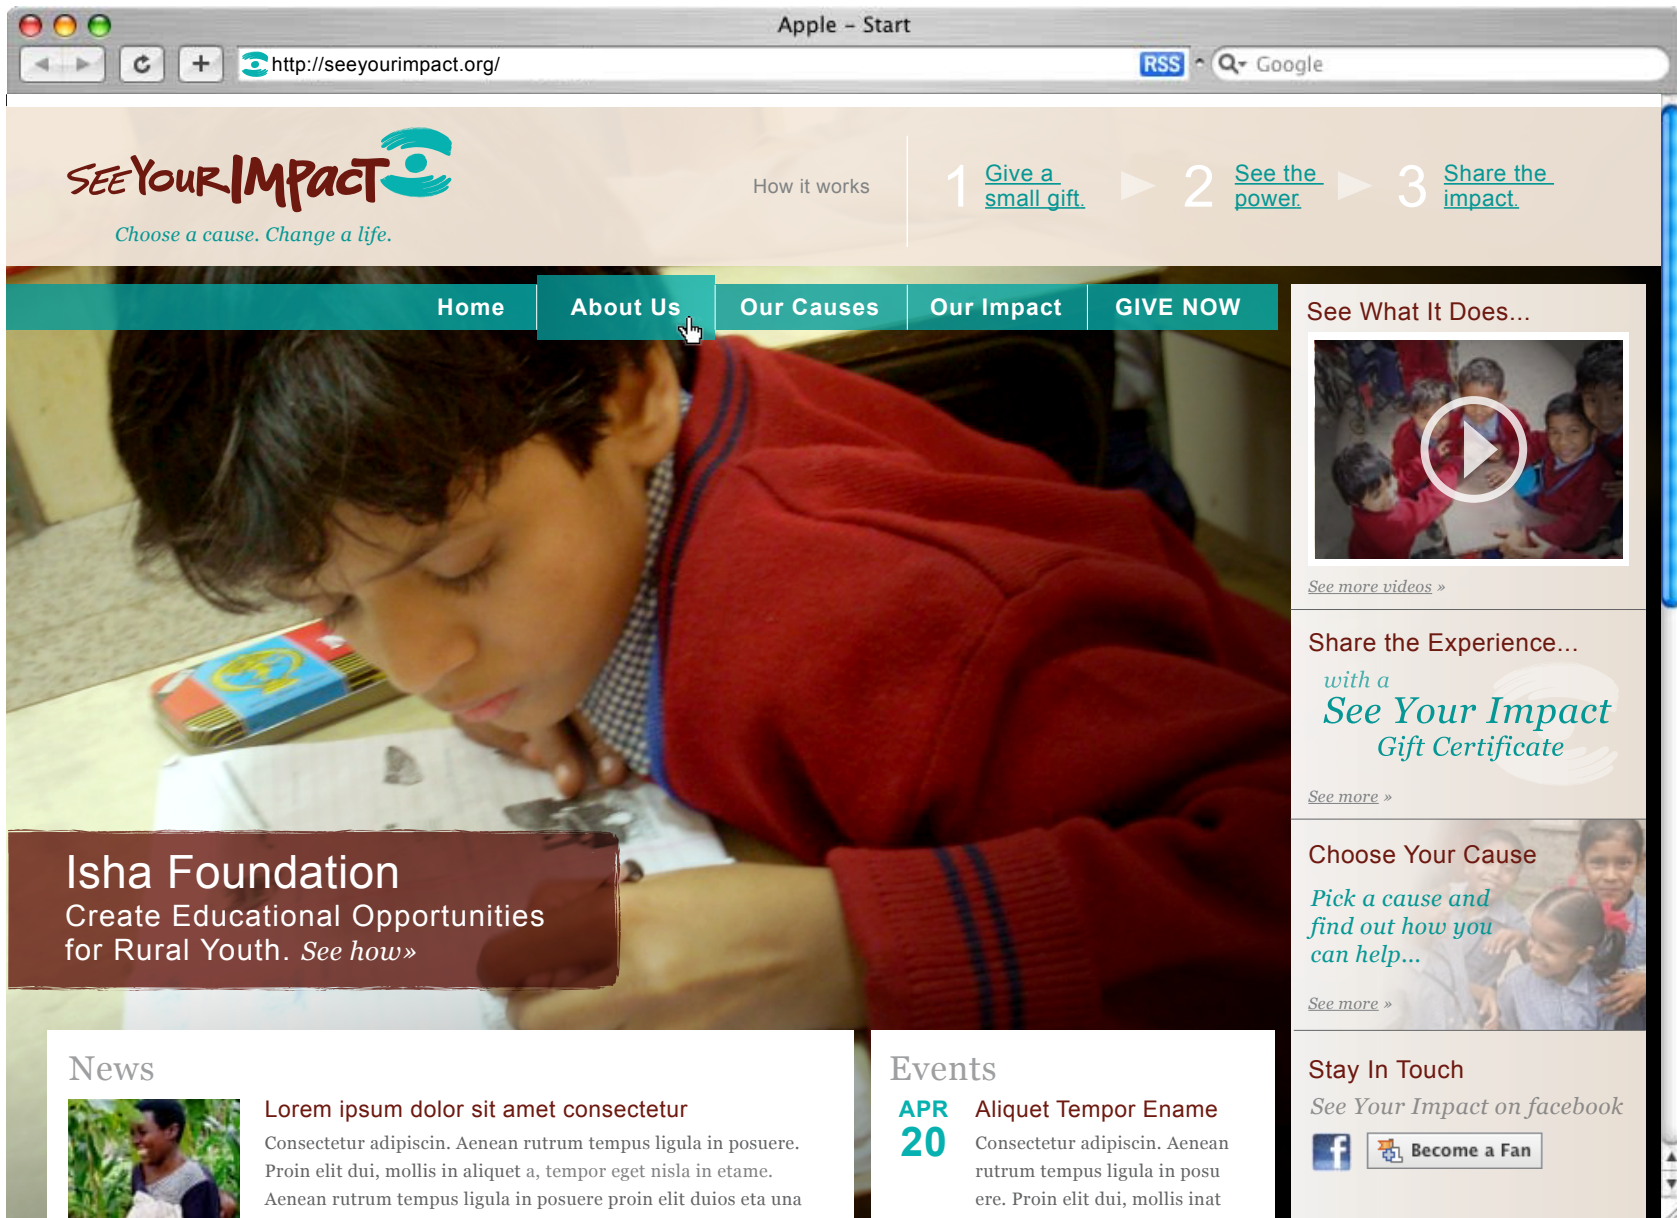 Apple – Start
http://seeyourimpact.org/
RSS
Google
SEE YOUR IMPACT
Choose a cause. Change a life.
How it works
1 Give a
small gift.
2 See the
power.
3 Share the
impact.
Home
About Us
Our Causes
Our Impact
GIVE NOW
Isha Foundation
Create Educational Opportunities
for Rural Youth. See how»
See What It Does...
See more videos »
Share the Experience...
with a
See Your Impact
Gift Certificate
See more »
Choose Your Cause
Pick a cause and
find out how you
can help...
See more »
Stay In Touch
See Your Impact on facebook
f
Become a Fan
News
Lorem ipsum dolor sit amet consectetur
Consectetur adipiscin. Aenean rutrum tempus ligula in posuere.
Proin elit dui, mollis in aliquet a, tempor eget nisla in etame.
Aenean rutrum tempus ligula in posuere proin elit duios eta una
Events
APR
20
Aliquet Tempor Ename
Consectetur adipiscin. Aenean
rutrum tempus ligula in posu
ere. Proin elit dui, mollis inat